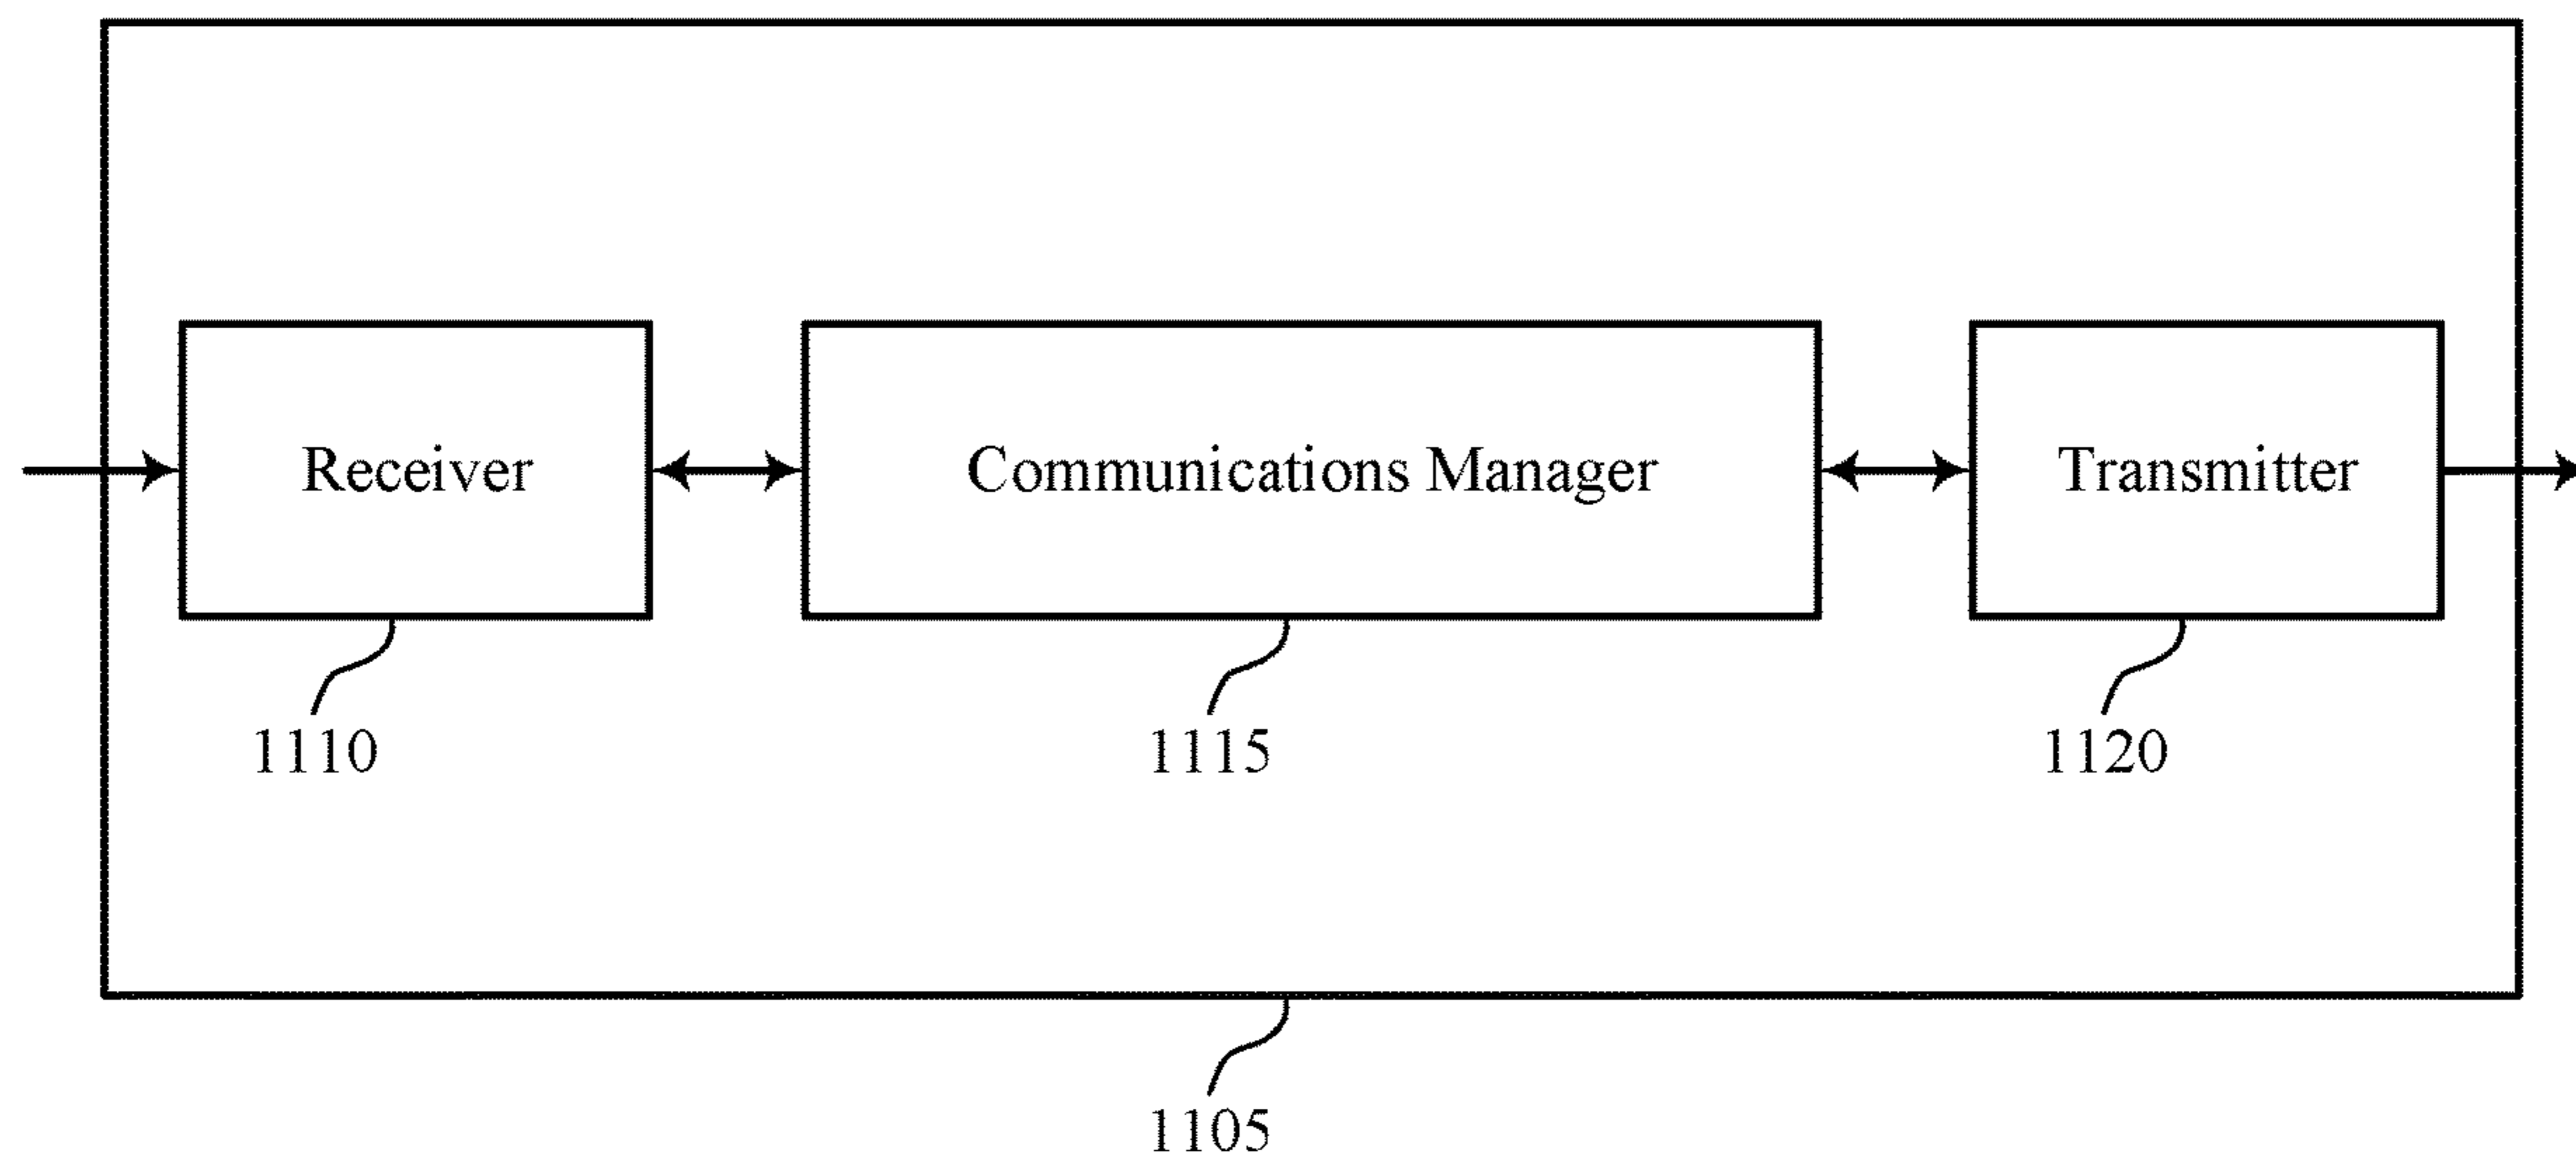 Receiver
Communications Manager
Transmitter
1110
1115
1120
1105